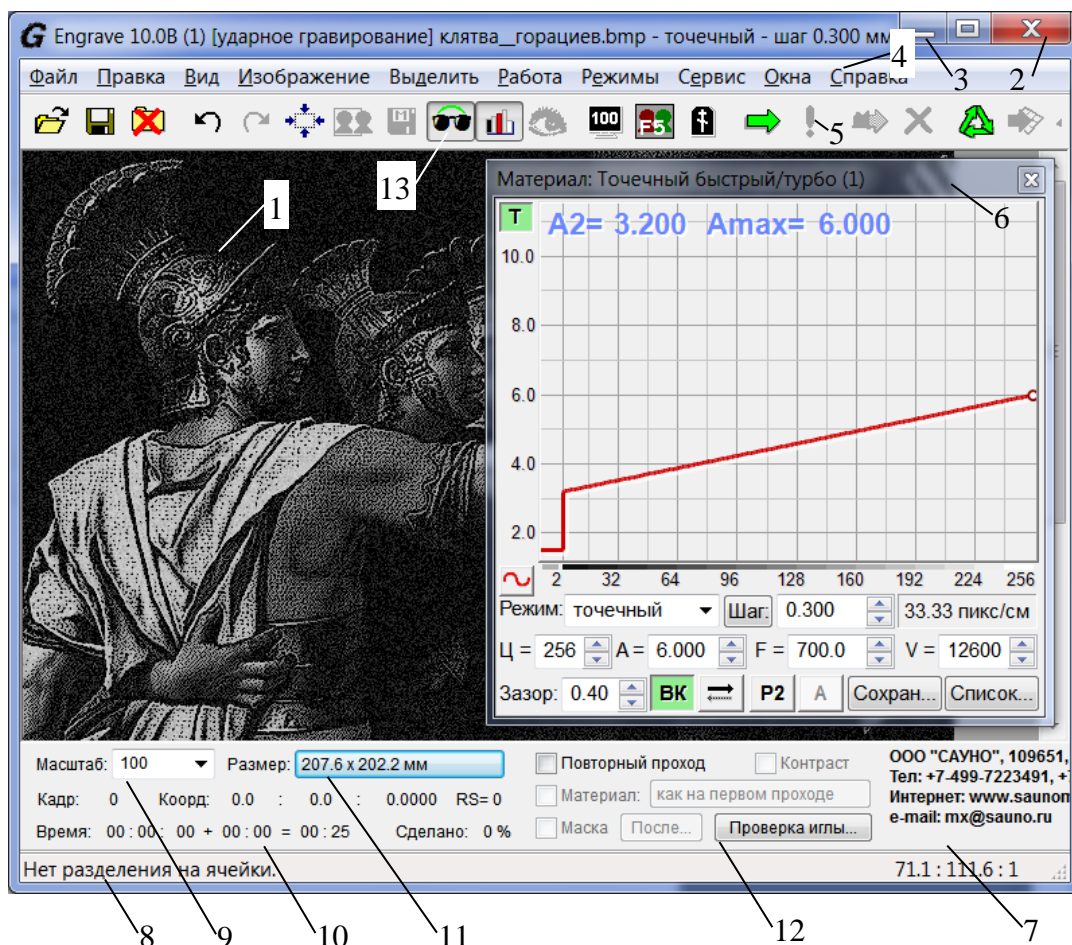 G Engrave 10.0B (1) [ударное гравирование] клятва__горациев.bmp - точечный - шаг 0.300 мм
4 3 2
Файл Правка Вид Изображение Выделить Работа Режимы Сервис Окна Справка
100 F5
5
13
1
Материал: Точечный быстрый/турбо (1)
6
T A2= 3.200 Amax= 6.000
10.0
8.0
6.0
4.0
2.0
2 32 64 96 128 160 192 224 256
Режим: точечный Шаг: 0.300 33.33 пикс/см
Ц = 256 A = 6.000 F = 700.0 V = 12600
Зазор: 0.40 ВК P2 A Сохран... Список...
Масштаб: 100 Размер: 207.6 x 202.2 мм
Кадр: 0 Коорд: 0.0 : 0.0 : 0.0000 RS= 0
Время: 00 : 00 : 00 + 00 : 00 = 00 : 25 Сделано: 0 %
Повторный проход Контраст
Материал: как на первом проходе
Маска После... Проверка иглы...
ООО "САУНО", 109651,
Тел: +7-499-7223491, +7
Интернет: www.saunom
e-mail: mx@sauno.ru
Нет разделения на ячейки. 71.1 : 111.6 : 1
8 9 10 11 12 7